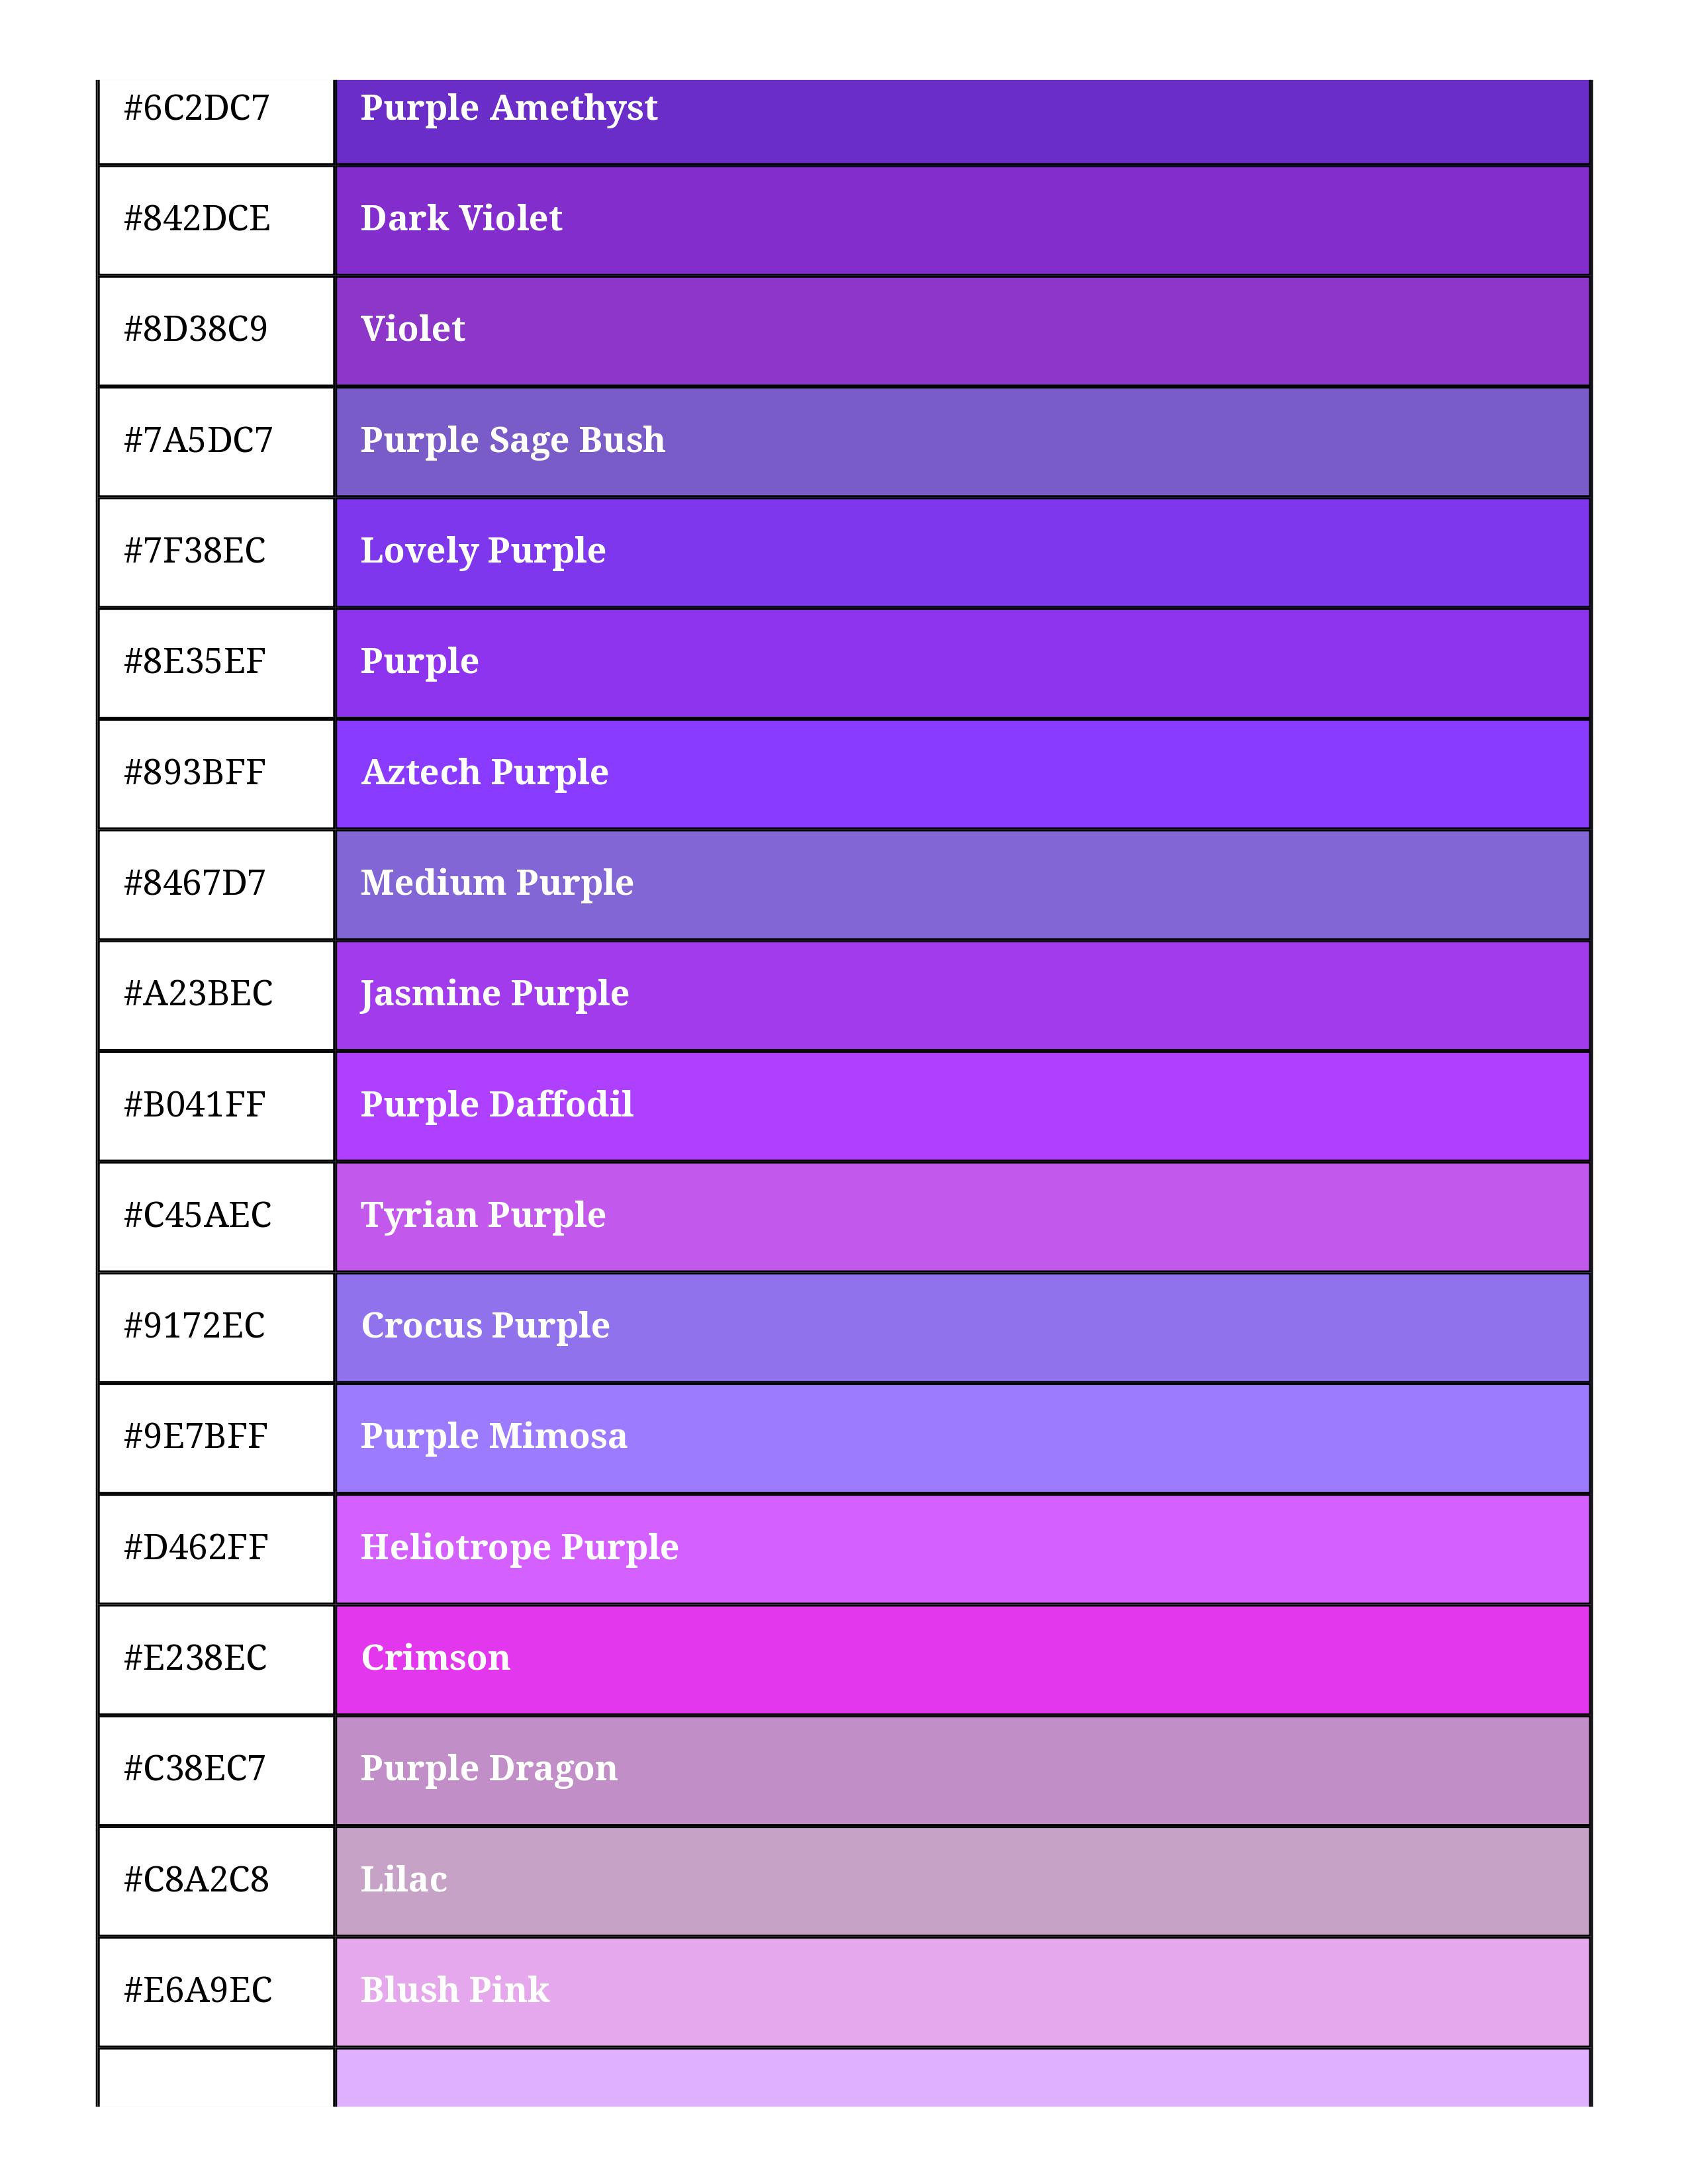 #6C2DC7 Purple Amethyst
#842DCE Dark Violet
#8D38C9 Violet
#7A5DC7 Purple Sage Bush
#7F38EC Lovely Purple
#8E35EF Purple
#893BFF Aztech Purple
#8467D7 Medium Purple
#A23BEC Jasmine Purple
#B041FF Purple Daffodil
#C45AEC Tyrian Purple
#9172EC Crocus Purple
#9E7BFF Purple Mimosa
#D462FF Heliotrope Purple
#E238EC Crimson
#C38EC7 Purple Dragon
#C8A2C8 Lilac
#E6A9EC Blush Pink